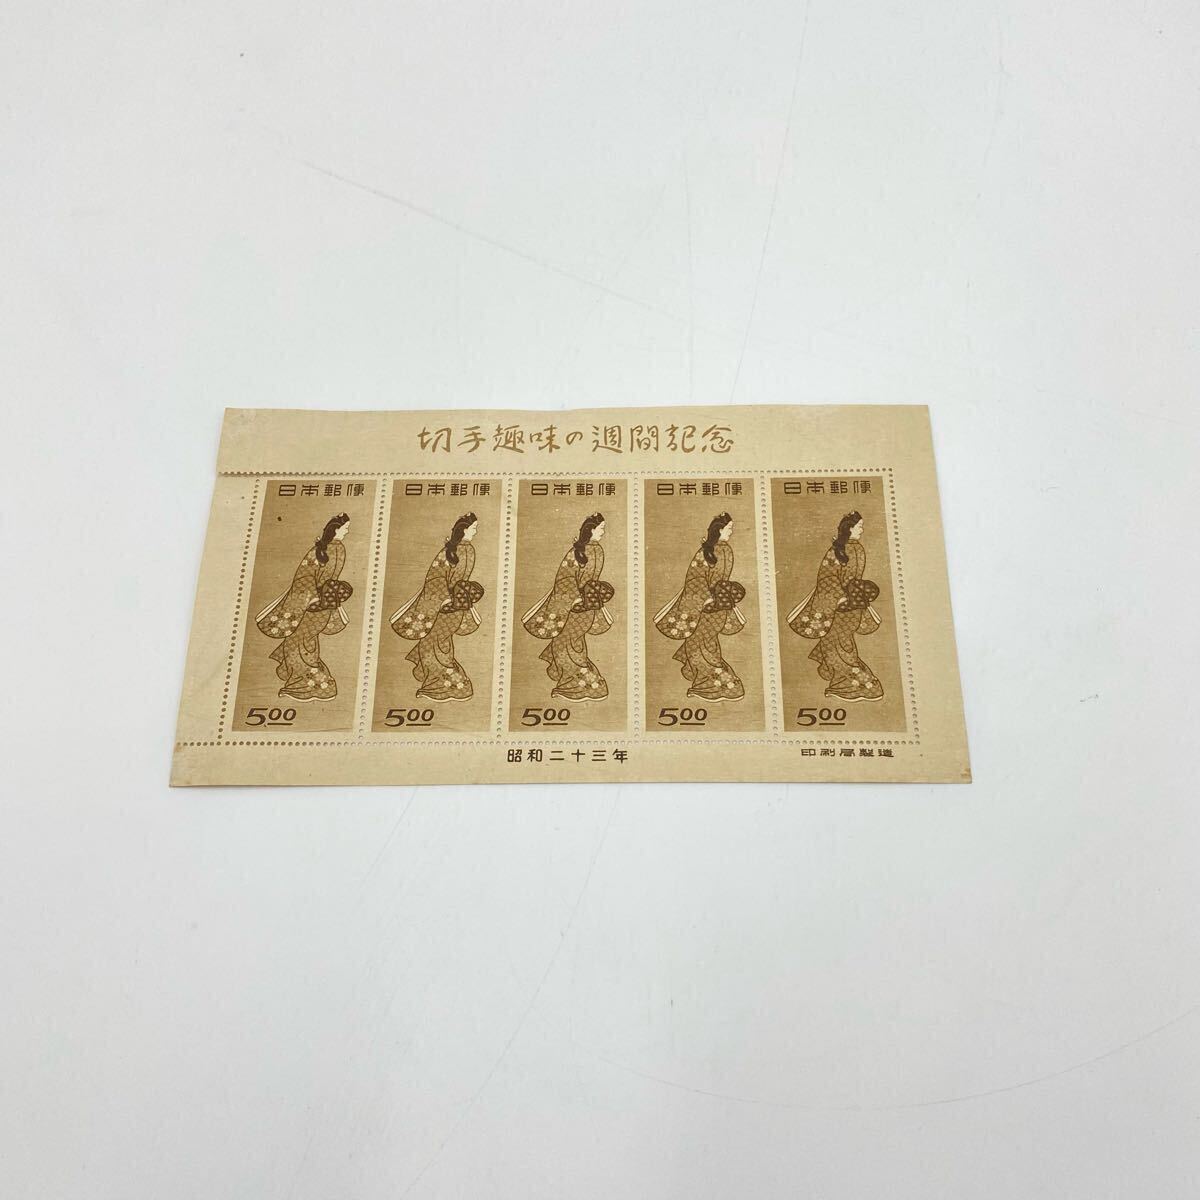 切手趣味の週間記念
日本郵便 日本郵便 日本郵便 日本郵便 日本郵便
5.00 5.00 5.00 5.00 5.00
昭和二十三年 印刷局製造